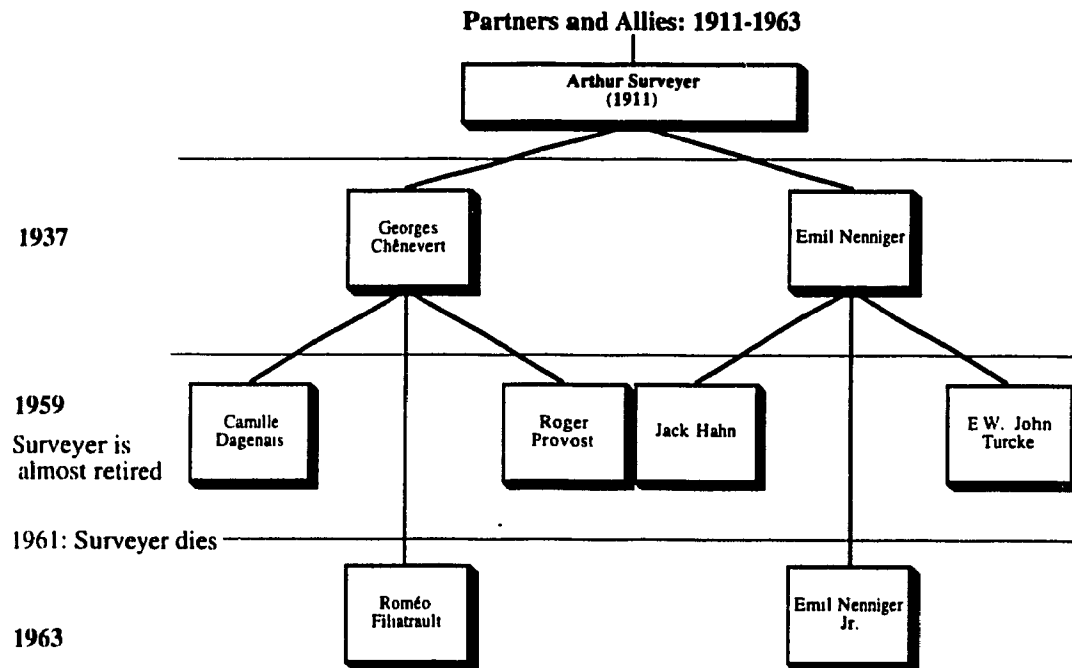 Partners and Allies: 1911-1963
Arthur Surveyer
(1911)
1937
Georges
Chênevert
Emil Nenniger
1959
Surveyer is
almost retired
Camille
Dagenais
Roger
Provost
Jack Hahn
E W. John
Turcke
1961: Surveyer dies
1963
Roméo
Filiatrault
Emil Nenniger
Jr.